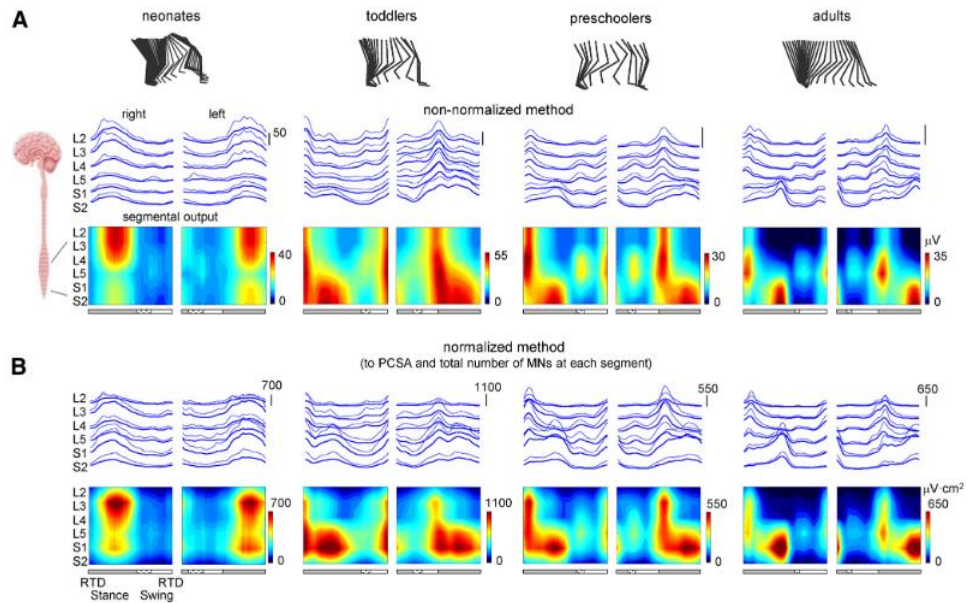 A
neonates toddlers preschoolers adults
non-normalized method
right left
50
L2
L3
L4
L5
S1
S2
segmental output
L2
L3
L4
L5
S1
S2
40
0
55
0
30
0
μV
35
0
normalized method
B
(to PCSA and total number of MNs at each segment)
700 1100 550 650
L2
L3
L4
L5
S1
S2
μV·cm²
L2
L3
L4
L5
S1
S2
700
0
1100
0
550
0
650
0
RTD RTD
Stance Swing